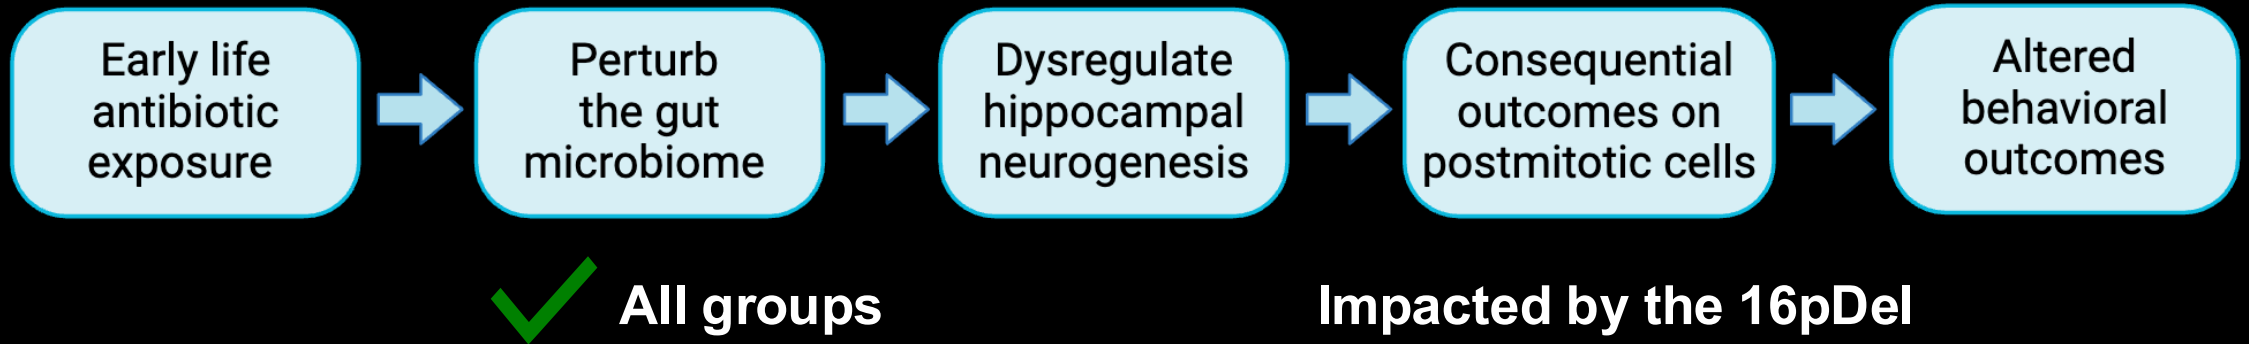 Early life
antibiotic
exposure
Perturb
the gut
microbiome
Dysregulate
hippocampal
neurogenesis
Consequential
outcomes on
postmitotic cells
Altered
behavioral
outcomes
All groups
Impacted by the 16pDel